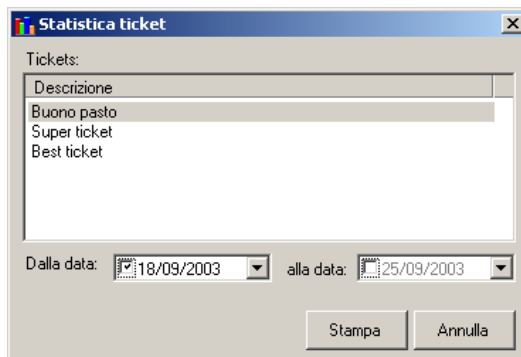 Statistica ticket
Tickets:
Descrizione
Buono pasto
Super ticket
Best ticket
Dalla data: 18/09/2003 alla data: 25/09/2003
Stampa Annulla